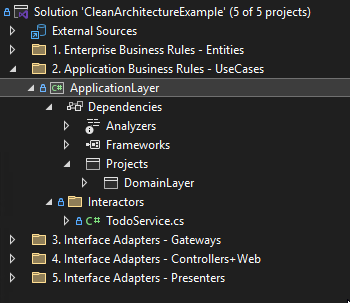 Solution 'CleanArchitectureExample' (5 of 5 projects)
External Sources
1. Enterprise Business Rules - Entities
2. Application Business Rules - UseCases
C# ApplicationLayer
Dependencies
Analyzers
Frameworks
Projects
DomainLayer
Interactors
C# TodoService.cs
3. Interface Adapters - Gateways
4. Interface Adapters - Controllers+Web
5. Interface Adapters - Presenters